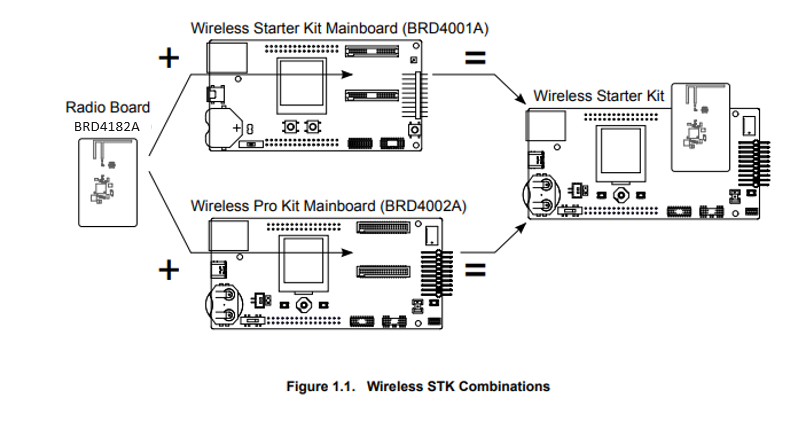 Wireless Starter Kit Mainboard (BRD4001A)
+
=
Radio Board
BRD4182A
Wireless Starter Kit
Wireless Pro Kit Mainboard (BRD4002A)
+
=
Figure 1.1. Wireless STK Combinations